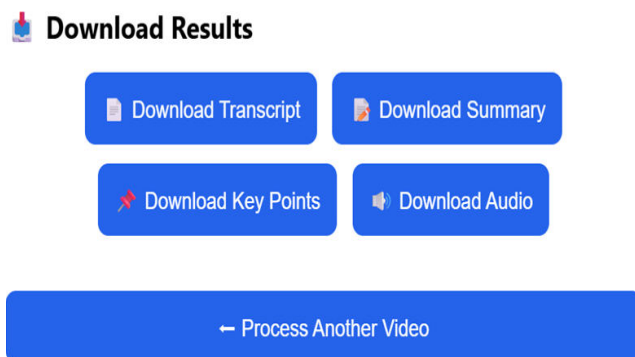 Download Results
Download Transcript
Download Summary
Download Key Points
Download Audio
← Process Another Video